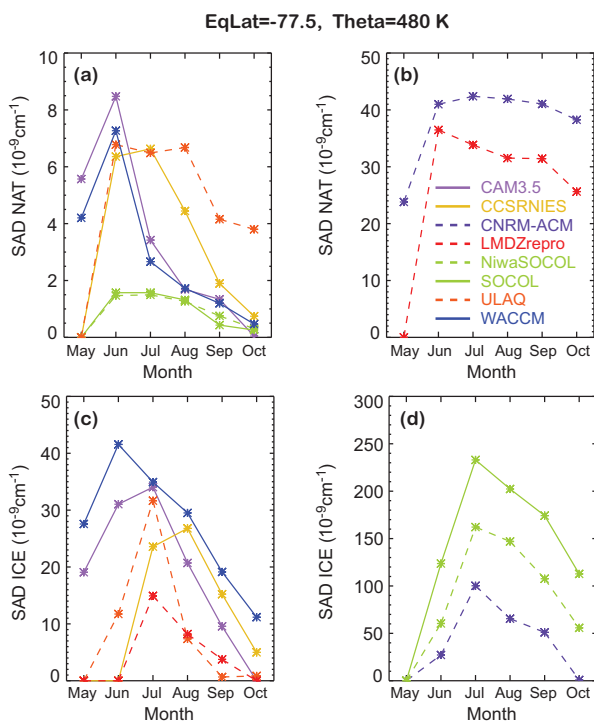 EqLat=-77.5, Theta=480 K
(a)
SAD NAT (10-9cm-1)
10
8
6
4
2
0
May Jun Jul Aug Sep Oct
Month
(b)
SAD NAT (10-9cm-1)
50
40
30
20
10
0
CAM3.5
CCSRNIES
CNRM-ACM
LMDZrepro
NiwaSOCOL
SOCOL
ULAQ
WACCM
May Jun Jul Aug Sep Oct
Month
(c)
SAD ICE (10-9cm-1)
50
40
30
20
10
0
May Jun Jul Aug Sep Oct
Month
(d)
SAD ICE (10-9cm-1)
300
250
200
150
100
50
0
May Jun Jul Aug Sep Oct
Month